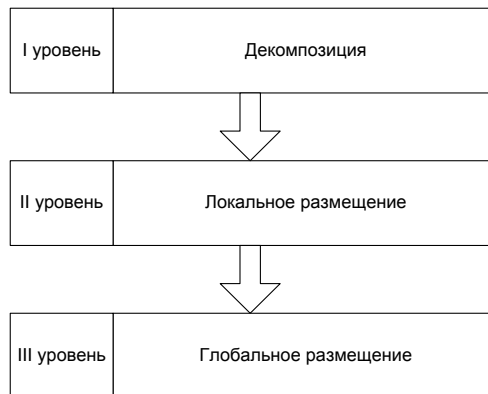 I уровень
Декомпозиция
II уровень
Локальное размещение
III уровень
Глобальное размещение